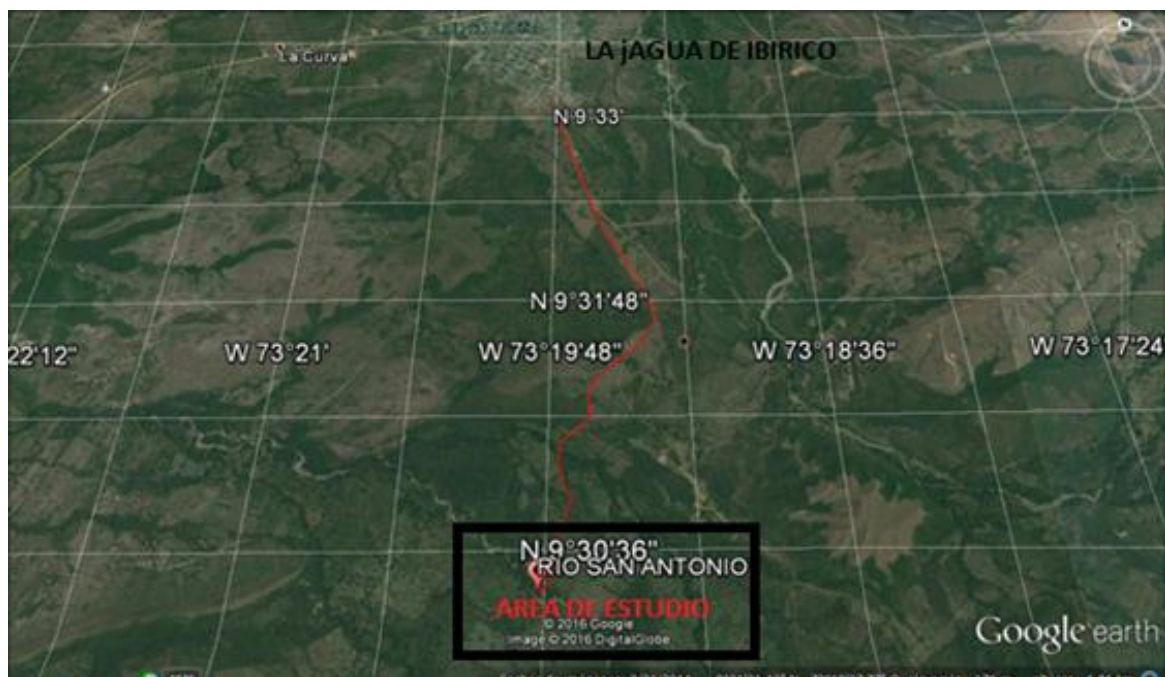 LA jAGUA DE IBIRICO
La Curva
N 9°33'
N 9°31'48"
22'12" W 73°21' W 73°19'48" W 73°18'36" W 73°17'24
N 9°30'36"
RIO SAN ANTONIO
AREA DE ESTUDIO
© 2016 Google
Image © 2016 DigitalGlobe
Google earth
N